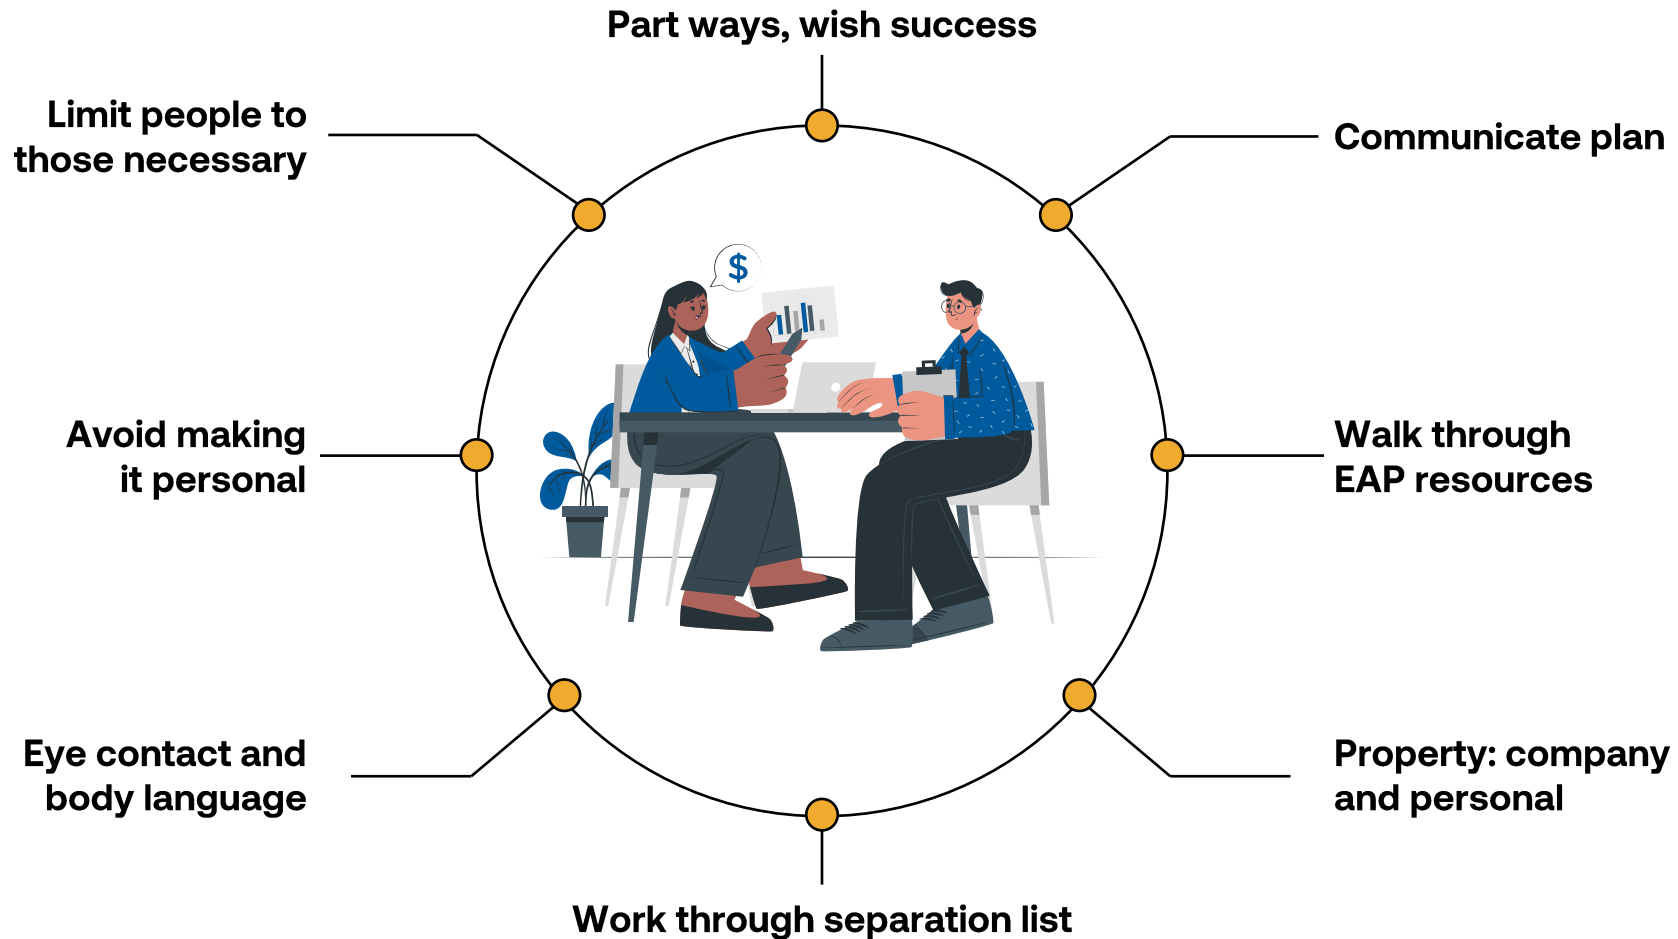 Part ways, wish success
Limit people to
those necessary
Communicate plan
$
Avoid making
it personal
Walk through
EAP resources
Eye contact and
body language
Property: company
and personal
Work through separation list